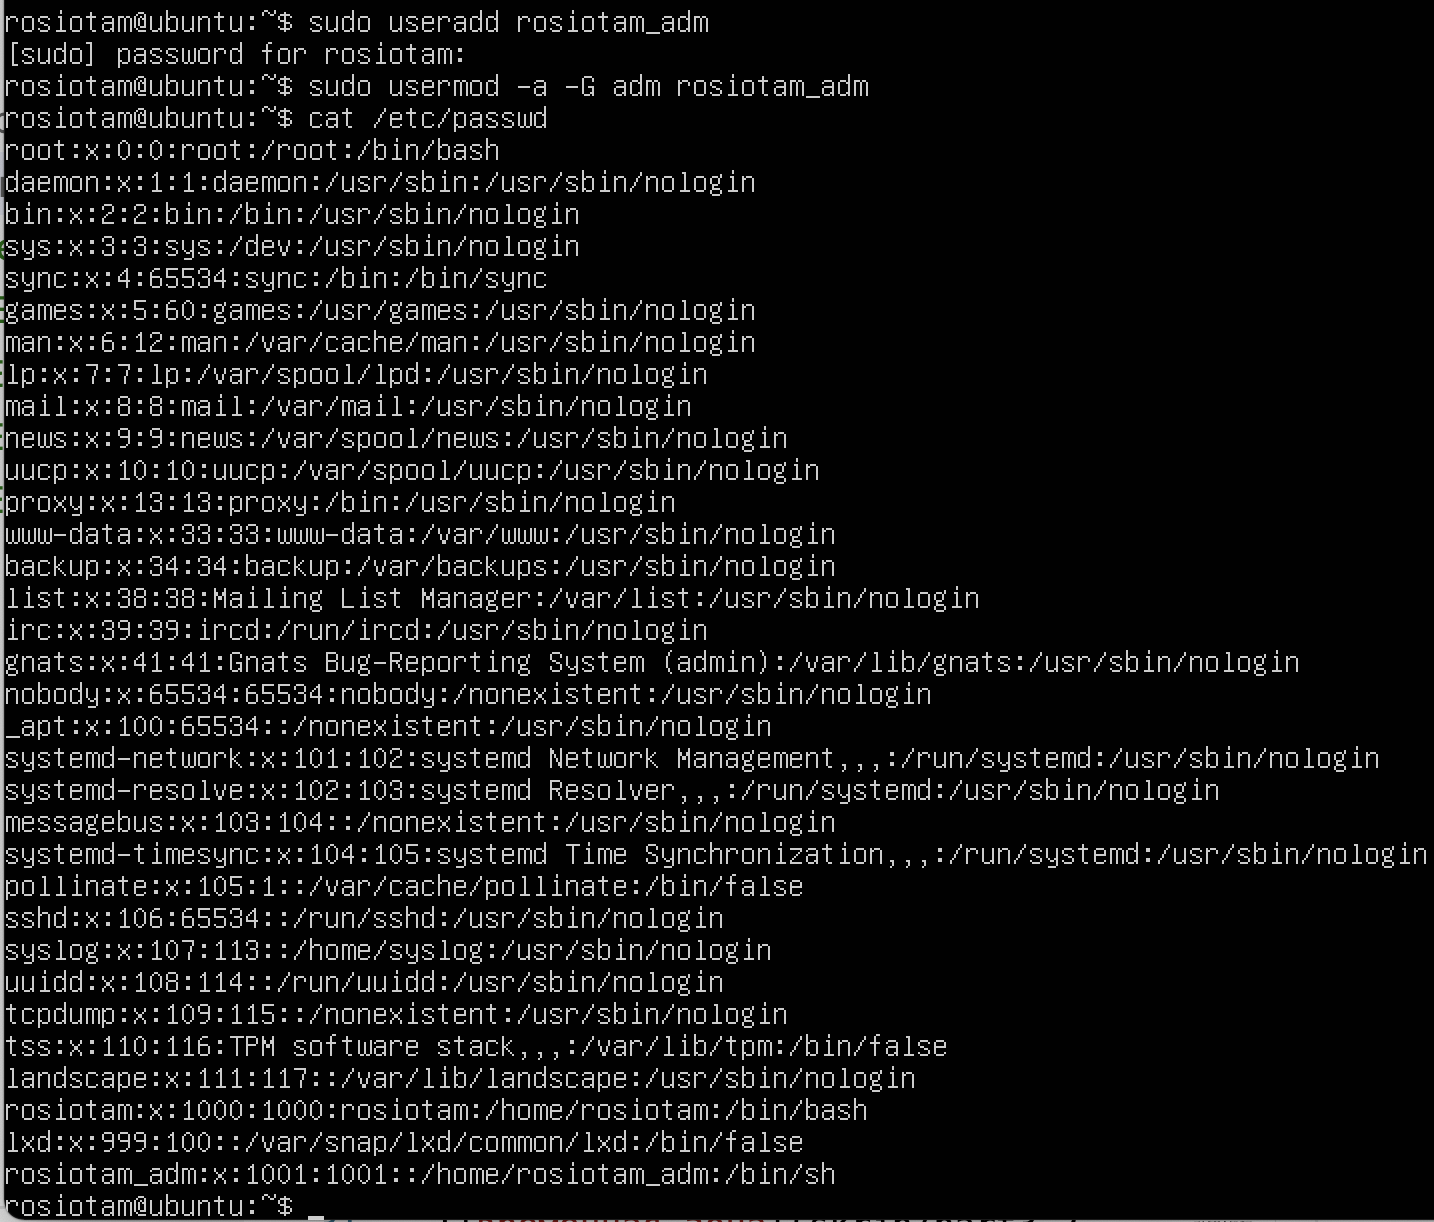 rosiotam@ubuntu:~$ sudo useradd rosiotam_adm
[sudo] password for rosiotam:
rosiotam@ubuntu:~$ sudo usermod -a -G adm rosiotam_adm
rosiotam@ubuntu:~$ cat /etc/passwd
root:x:0:0:root:/root:/bin/bash
daemon:x:1:1:daemon:/usr/sbin:/usr/sbin/nologin
bin:x:2:2:bin:/bin:/usr/sbin/nologin
sys:x:3:3:sys:/dev:/usr/sbin/nologin
sync:x:4:65534:sync:/bin:/bin/sync
games:x:5:60:games:/usr/games:/usr/sbin/nologin
man:x:6:12:man:/var/cache/man:/usr/sbin/nologin
lp:x:7:7:lp:/var/spool/lpd:/usr/sbin/nologin
mail:x:8:8:mail:/var/mail:/usr/sbin/nologin
news:x:9:9:news:/var/spool/news:/usr/sbin/nologin
uucp:x:10:10:uucp:/var/spool/uucp:/usr/sbin/nologin
proxy:x:13:13:proxy:/bin:/usr/sbin/nologin
www-data:x:33:33:www-data:/var/www:/usr/sbin/nologin
backup:x:34:34:backup:/var/backups:/usr/sbin/nologin
list:x:38:38:Mailing List Manager:/var/list:/usr/sbin/nologin
irc:x:39:39:ircd:/run/ircd:/usr/sbin/nologin
gnats:x:41:41:Gnats Bug-Reporting System (admin):/var/lib/gnats:/usr/sbin/nologin
nobody:x:65534:65534:nobody:/nonexistent:/usr/sbin/nologin
_apt:x:100:65534::/nonexistent:/usr/sbin/nologin
systemd-network:x:101:102:systemd Network Management,,,:/run/systemd:/usr/sbin/nologin
systemd-resolve:x:102:103:systemd Resolver,,,:/run/systemd:/usr/sbin/nologin
messagebus:x:103:104::/nonexistent:/usr/sbin/nologin
systemd-timesync:x:104:105:systemd Time Synchronization,,,:/run/systemd:/usr/sbin/nologin
pollinate:x:105:1::/var/cache/pollinate:/bin/false
sshd:x:106:65534::/run/sshd:/usr/sbin/nologin
syslog:x:107:113::/home/syslog:/usr/sbin/nologin
uuidd:x:108:114::/run/uuidd:/usr/sbin/nologin
tcpdump:x:109:115::/nonexistent:/usr/sbin/nologin
tss:x:110:116:TPM software stack,,,:/var/lib/tpm:/bin/false
landscape:x:111:117::/var/lib/landscape:/usr/sbin/nologin
rosiotam:x:1000:1000:rosiotam:/home/rosiotam:/bin/bash
lxd:x:999:100::/var/snap/lxd/common/lxd:/bin/false
rosiotam_adm:x:1001:1001::/home/rosiotam_adm:/bin/sh
rosiotam@ubuntu:~$ _